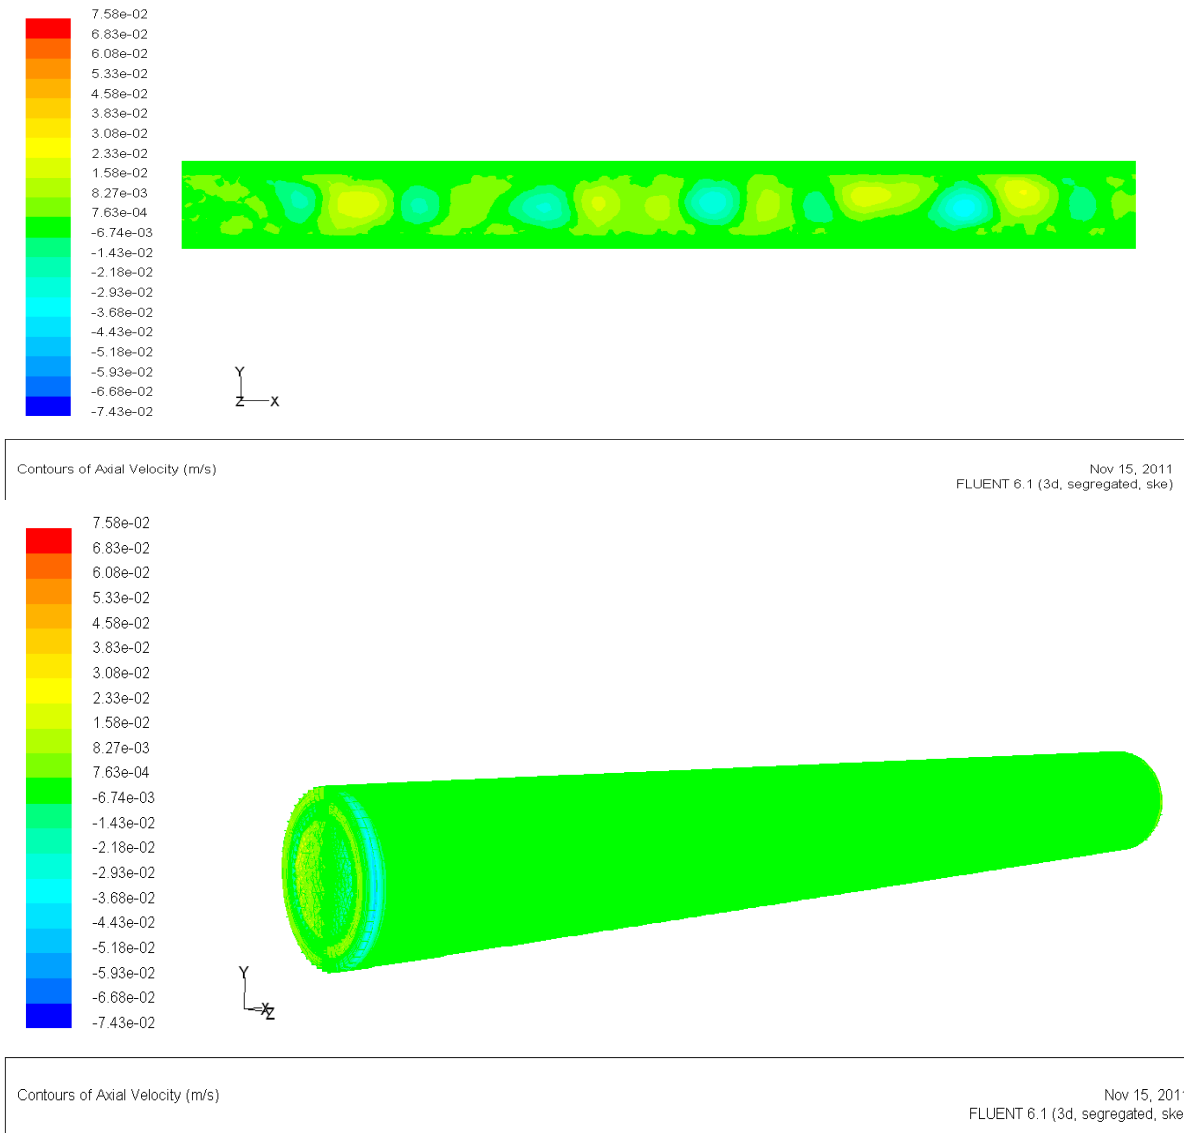 7.58e-02
6.83e-02
6.08e-02
5.33e-02
4.58e-02
3.83e-02
3.08e-02
2.33e-02
1.58e-02
8.27e-03
7.63e-04
-6.74e-03
-1.43e-02
-2.18e-02
-2.93e-02
-3.68e-02
-4.43e-02
-5.18e-02
-5.93e-02
-6.68e-02
-7.43e-02
Y
Z X
Contours of Axial Velocity (m/s)
Nov 15, 2011
FLUENT 6.1 (3d, segregated, ske)
7.58e-02
6.83e-02
6.08e-02
5.33e-02
4.58e-02
3.83e-02
3.08e-02
2.33e-02
1.58e-02
8.27e-03
7.63e-04
-6.74e-03
-1.43e-02
-2.18e-02
-2.93e-02
-3.68e-02
-4.43e-02
-5.18e-02
-5.93e-02
-6.68e-02
-7.43e-02
Y
X
Z
Contours of Axial Velocity (m/s)
Nov 15, 2011
FLUENT 6.1 (3d, segregated, ske